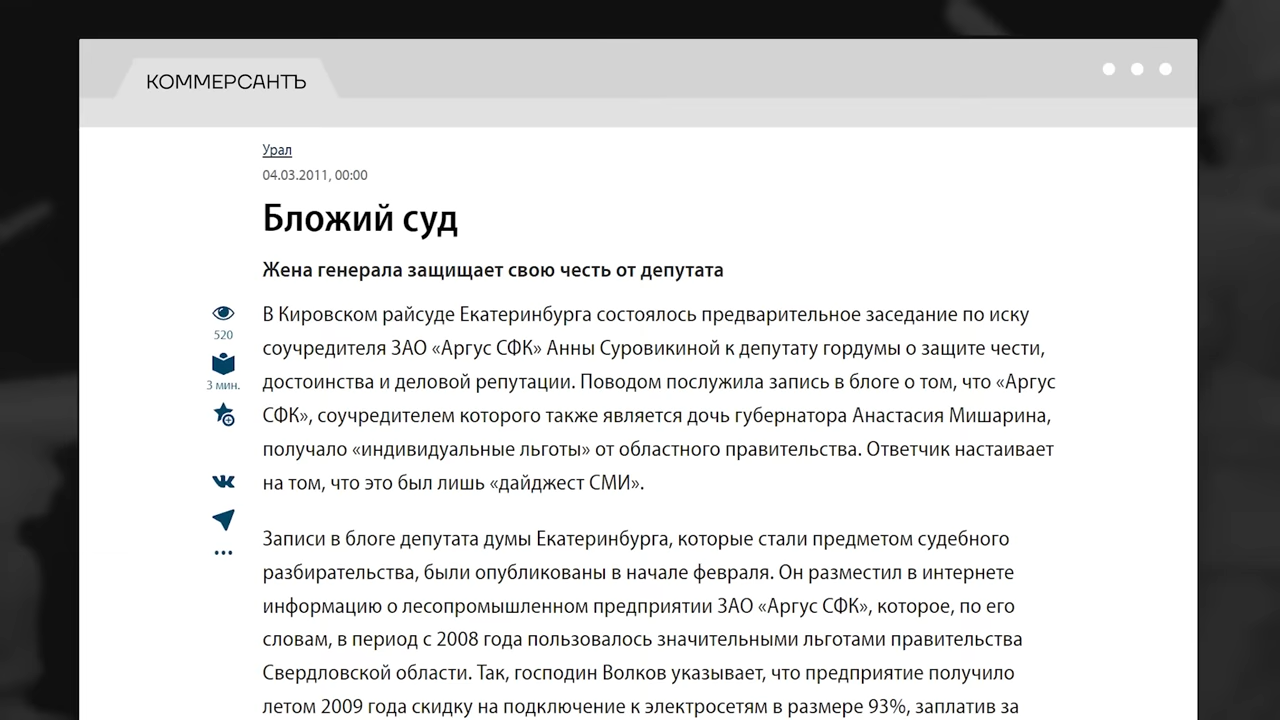 КОММЕРСАНТЪ
Урал
04.03.2011, 00:00
Бложий суд
Жена генерала защищает свою честь от депутата
520
3 мин.
В Кировском райсуде Екатеринбурга состоялось предварительное заседание по иску
соучредителя ЗАО «Аргус СФК» Анны Суровикиной к депутату гордумы о защите чести,
достоинства и деловой репутации. Поводом послужила запись в блоге о том, что «Аргус
СФК», соучредителем которого также является дочь губернатора Анастасия Мишарина,
получало «индивидуальные льготы» от областного правительства. Ответчик настаивает
на том, что это был лишь «дайджест СМИ».
Записи в блоге депутата думы Екатеринбурга, которые стали предметом судебного
разбирательства, были опубликованы в начале февраля. Он разместил в интернете
информацию о лесопромышленном предприятии ЗАО «Аргус СФК», которое, по его
словам, в период с 2008 года пользовалось значительными льготами правительства
Свердловской области. Так, господин Волков указывает, что предприятие получило
летом 2009 года скидку на подключение к электросетям в размере 93%, заплатив за